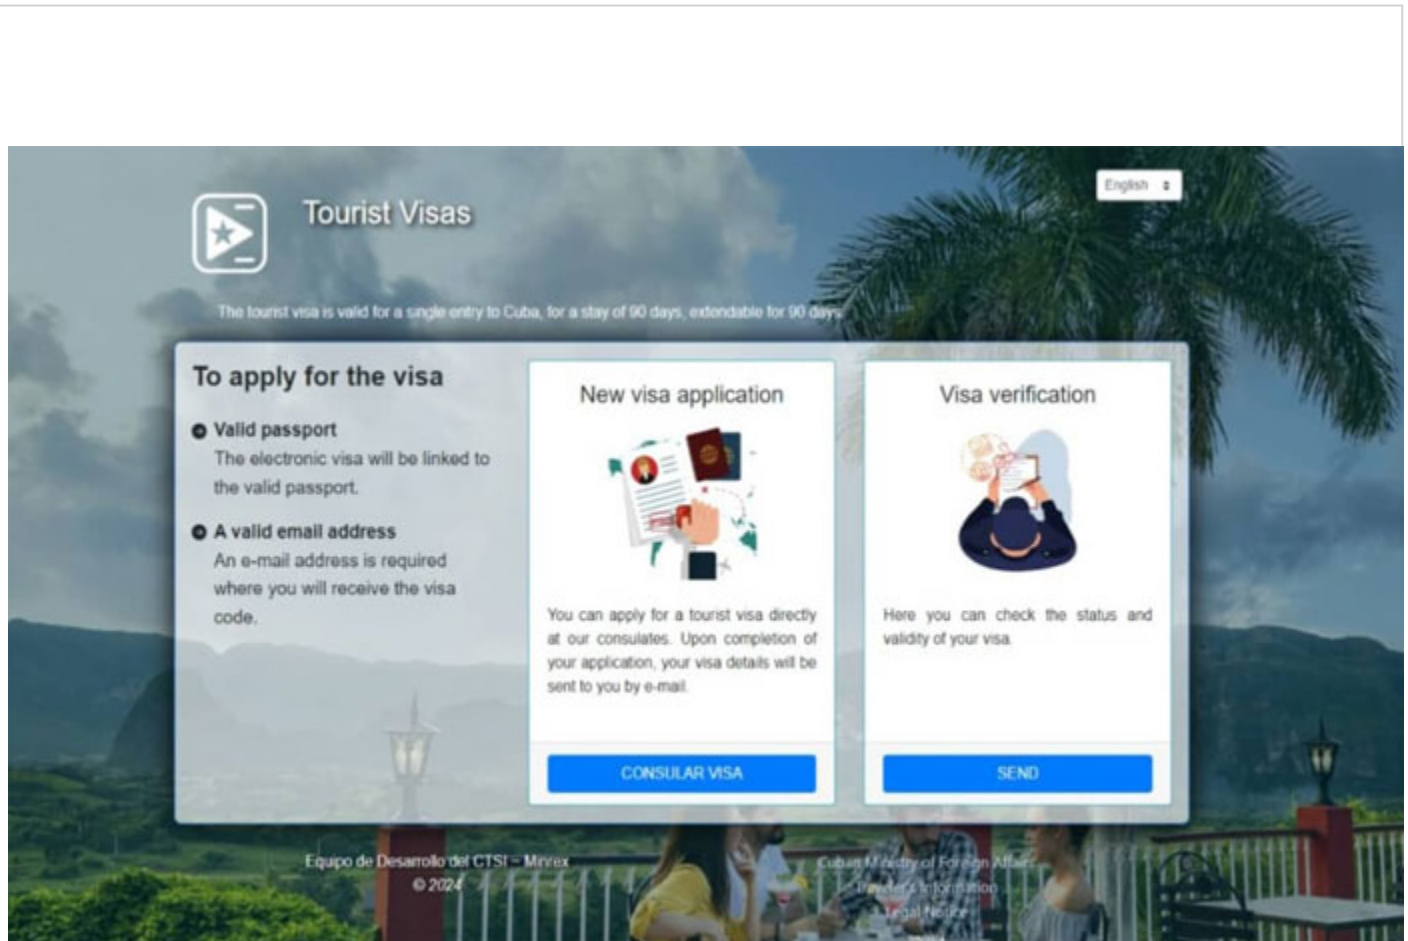 Tourist Visas
English
The tourist visa is valid for a single entry to Cuba, for a stay of 90 days, extendable for 90 days
To apply for the visa
Valid passport
The electronic visa will be linked to
the valid passport.
A valid email address
An e-mail address is required
where you will receive the visa
code.
New visa application
You can apply for a tourist visa directly
at our consulates. Upon completion of
your application, your visa details will be
sent to you by e-mail.
CONSULAR VISA
Visa verification
Here you can check the status and
validity of your visa.
SEND
Equipo de Desarrollo del CTSI – Minrex
© 2024
Cuban Ministry of Foreign Affairs
Traveler's Information
Legal Notice